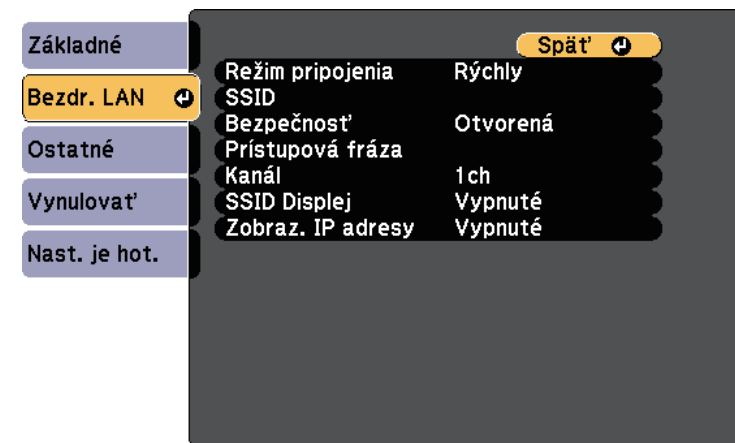 Základné
Bezdr. LAN
Ostatné
Vynulovať
Nast. je hot.
Späť
Režim pripojenia Rýchly
SSID
Bezpečnosť Otvorená
Prístupová fráza
Kanál 1ch
SSID Displej Vypnuté
Zobraz. IP adresy Vypnuté